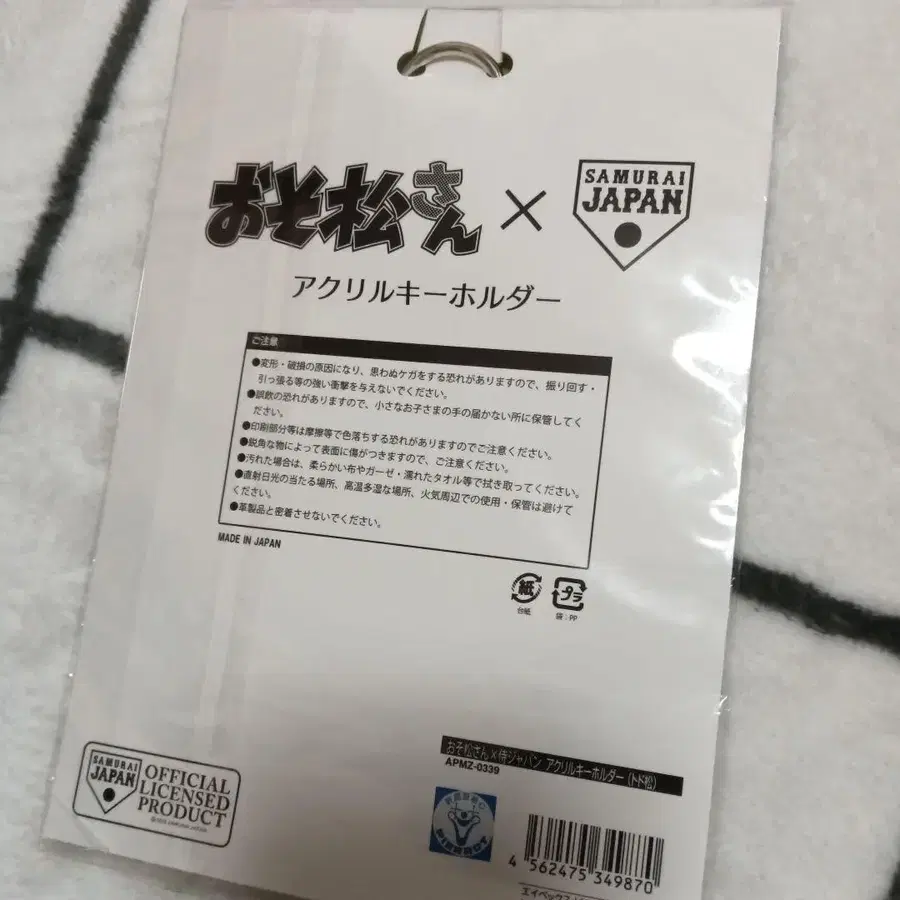 おそ松さん × SAMURAI JAPAN
アクリルキーホルダー
ご注意
●変形・破損の原因になり、思わぬケガをする恐れがありますので、振り回す・
引っ張る等の強い衝撃を与えないでください。
●誤飲の恐れがありますので、小さなお子さまの手の届かない所に保管してく
ださい。
●印刷部分等は摩擦等で色落ちする恐れがありますのでご注意ください。
●鋭角な物によって表面に傷がつきますので、ご注意ください。
●汚れた場合は、柔らかい布やガーゼ・濡れたタオル等で拭き取ってください。
●直射日光の当たる場所、高温多湿な場所、火気周辺での使用・保管は避けて
ください。
●革製品と密着させないでください。
MADE IN JAPAN
紙 プラ
台紙 袋:PP
おそ松さん×侍ジャパン アクリルキーホルダー(トド松)
APMZ-0339
SAMURAI
JAPAN
OFFICIAL
LICENSED
PRODUCT
PIERROT
4 562475 349870
エイベックス